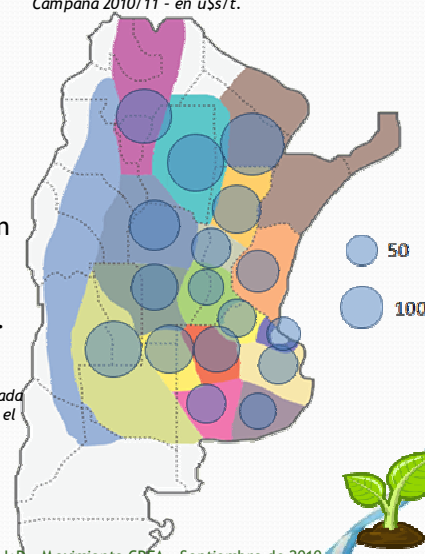 Campaña 2010/11 - en u$s/t.
n
50
100
.
ada
el
Movimiento CREA - Septiembre de 2010